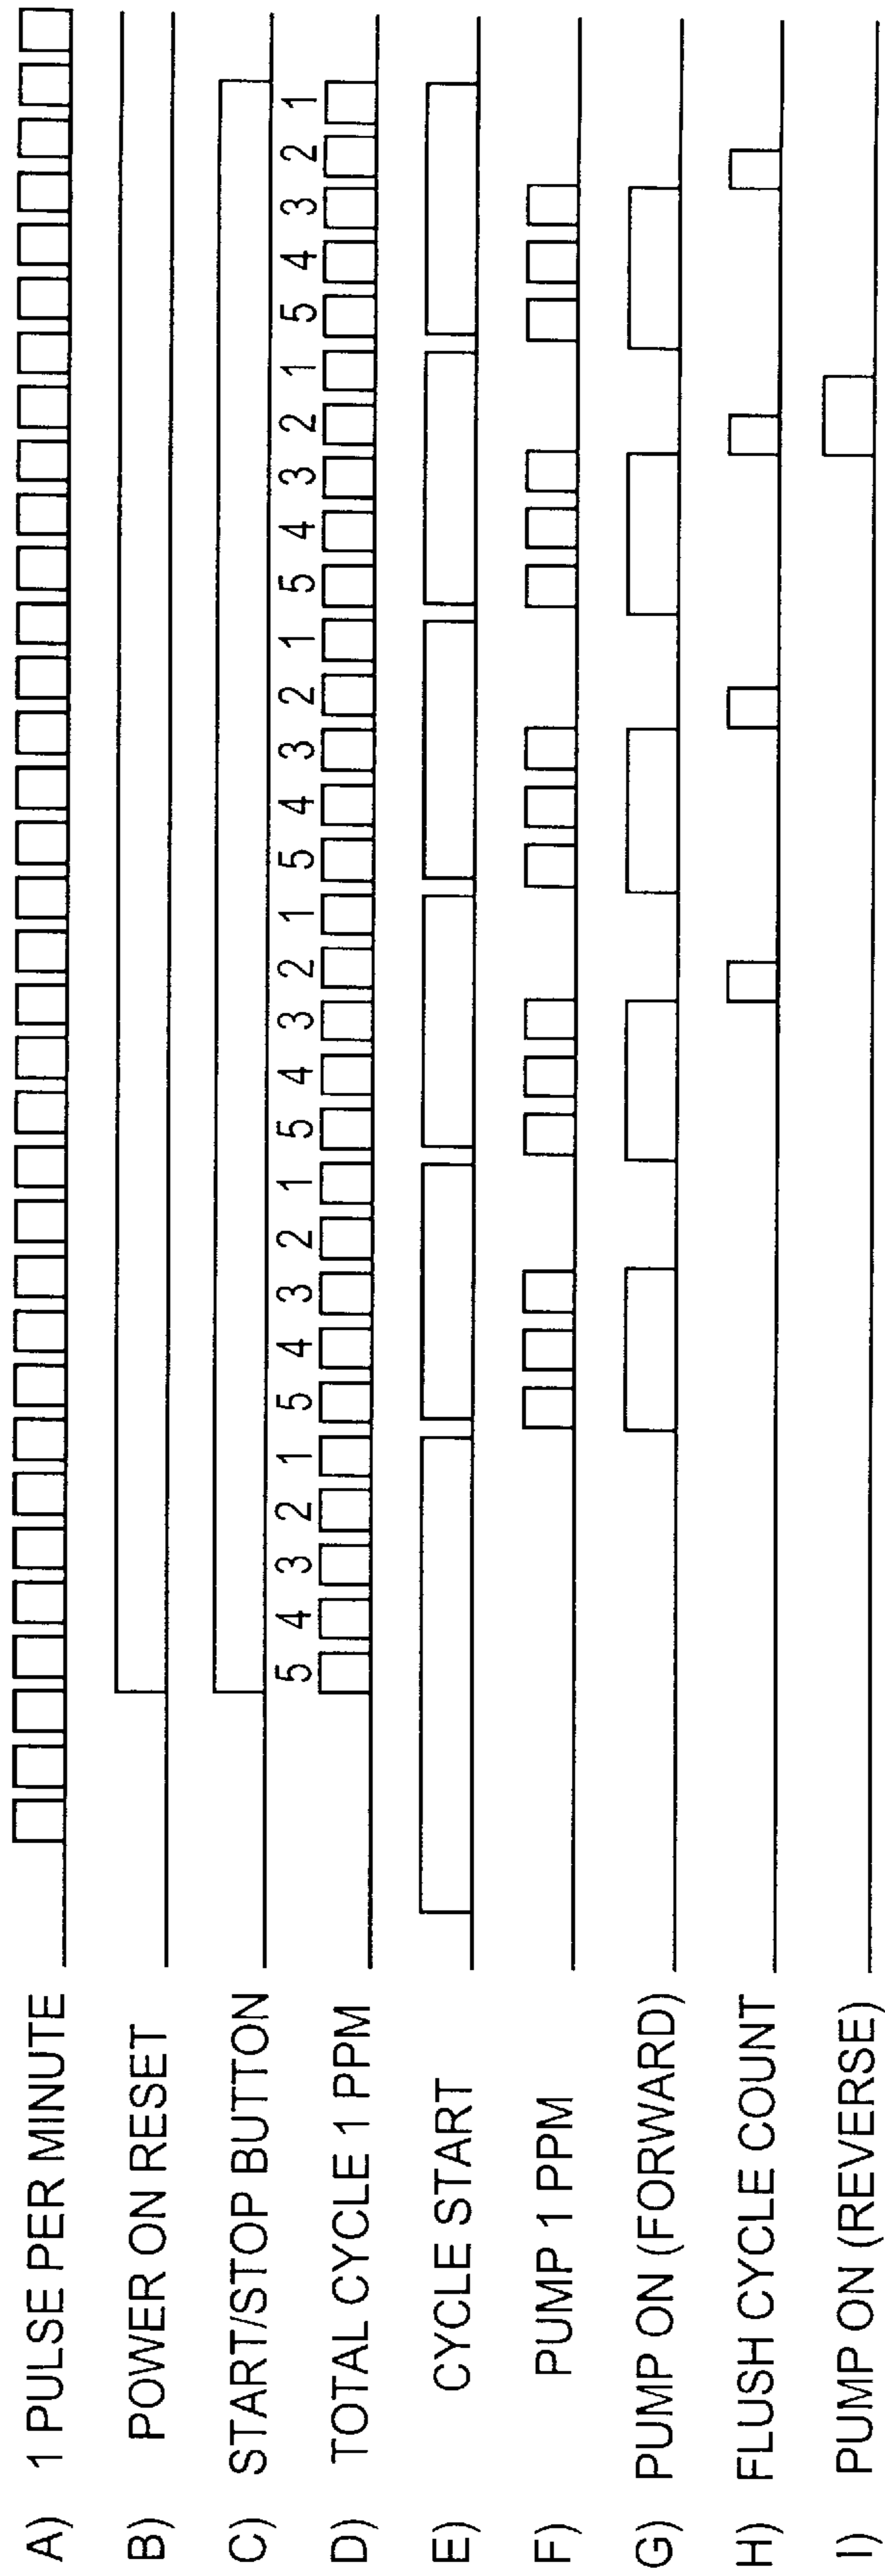 A) 1 PULSE PER MINUTE
B) POWER ON RESET
C) START/STOP BUTTON
5 4 3 2 1 5 4 3 2 1 5 4 3 2 1 5 4 3 2 1 5 4 3 2 1 5 4 3 2 1
D) TOTAL CYCLE 1 PPM
E) CYCLE START
F) PUMP 1 PPM
G) PUMP ON (FORWARD)
H) FLUSH CYCLE COUNT
I) PUMP ON (REVERSE)